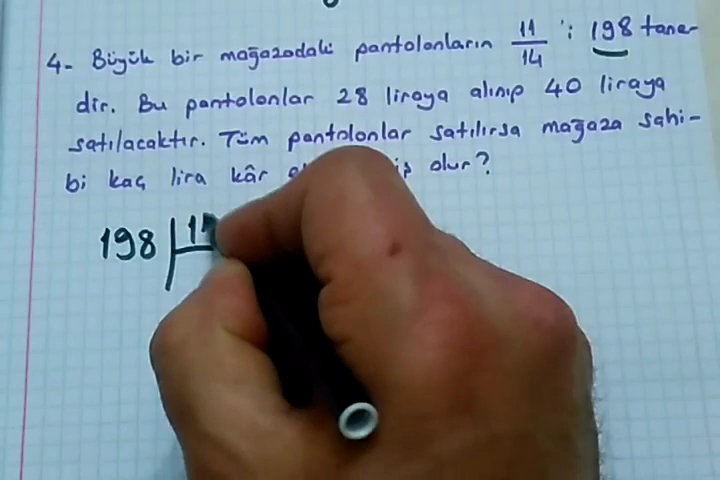 4- Büyük bir mağazadaki pantolonların 11/14 'i 198 tane-
dir. Bu pantolonlar 28 liraya alınıp 40 liraya
satılacaktır. Tüm pantolonlar satılırsa mağaza sahi-
bi kaç lira kâr olur?
198